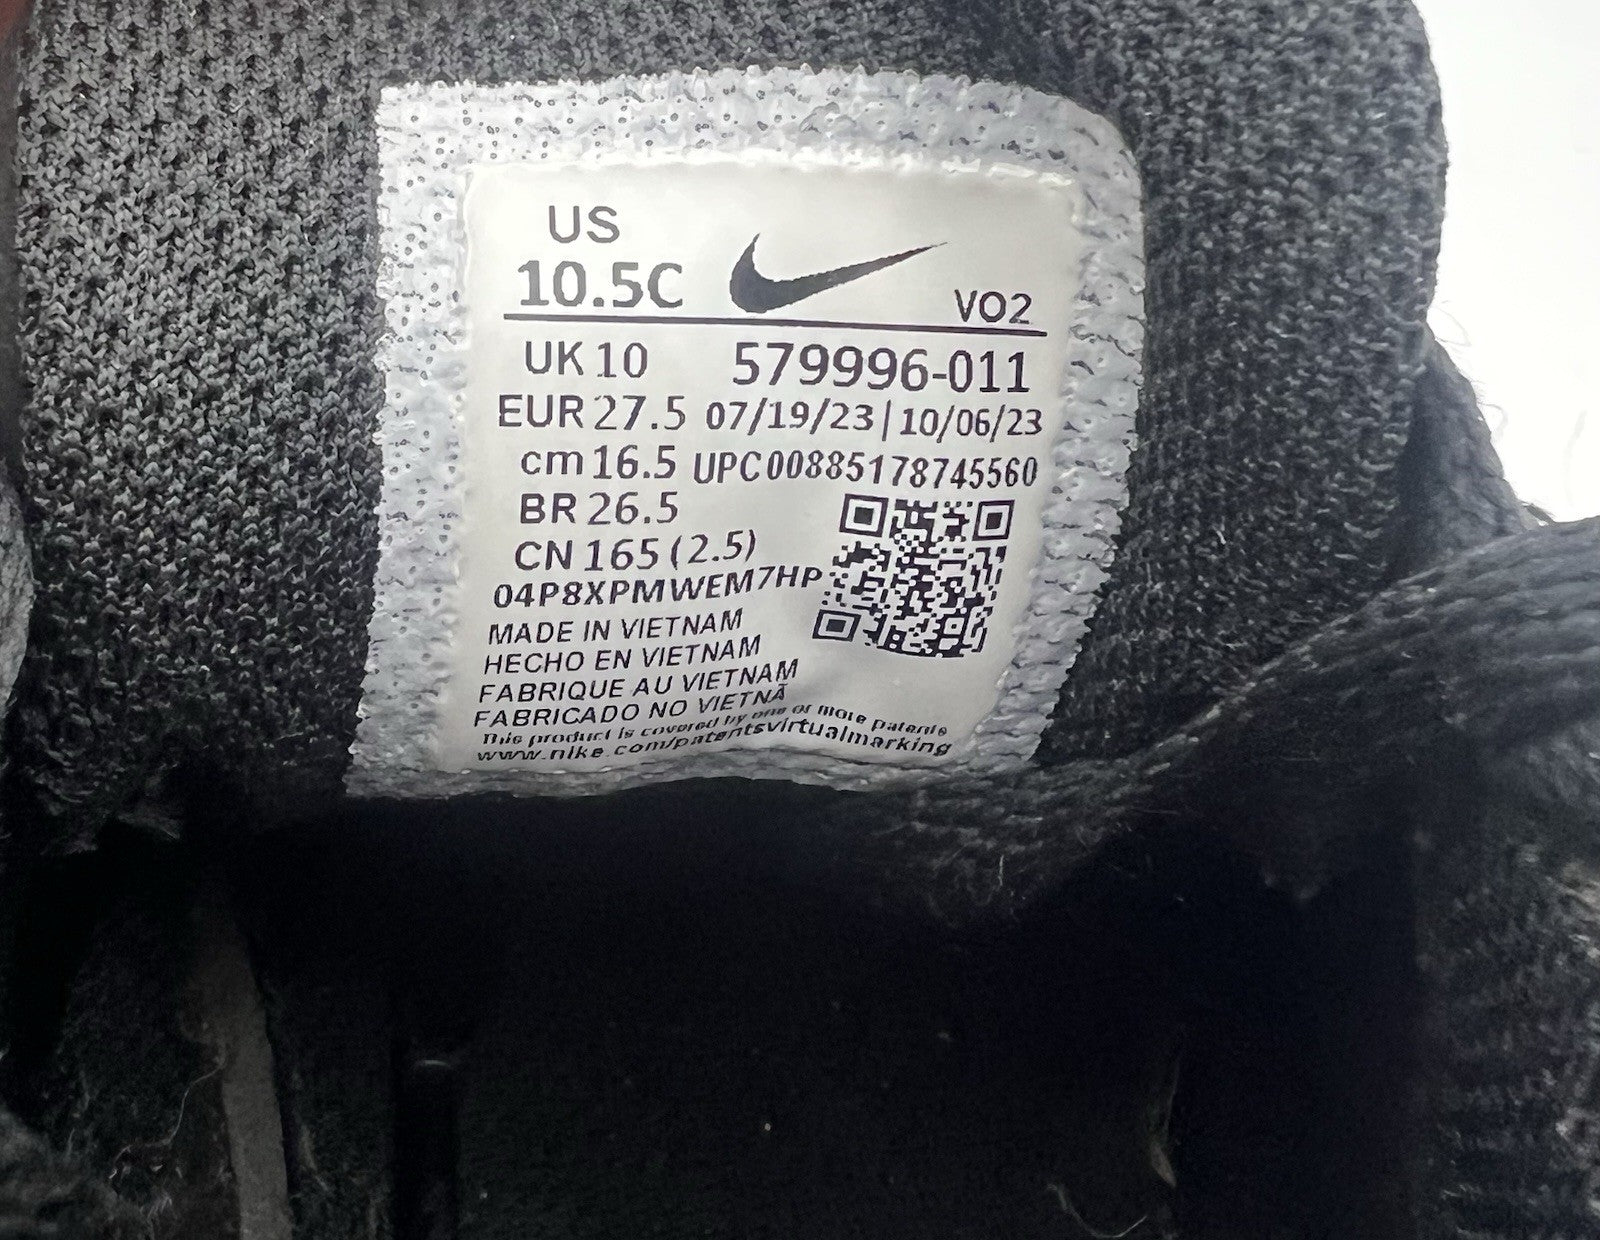 US
10.5C
VO2
UK 10 579996-011
EUR 27.5 07/19/23 | 10/06/23
cm 16.5 UPC00885178745560
BR 26.5
CN 165 (2.5)
04P8XPMWEM7HP
MADE IN VIETNAM
HECHO EN VIETNAM
FABRIQUE AU VIETNAM
FABRICADO NO VIETNÃ
This product is covered by one or more patents
www.nike.com/patentsvirtualmarking